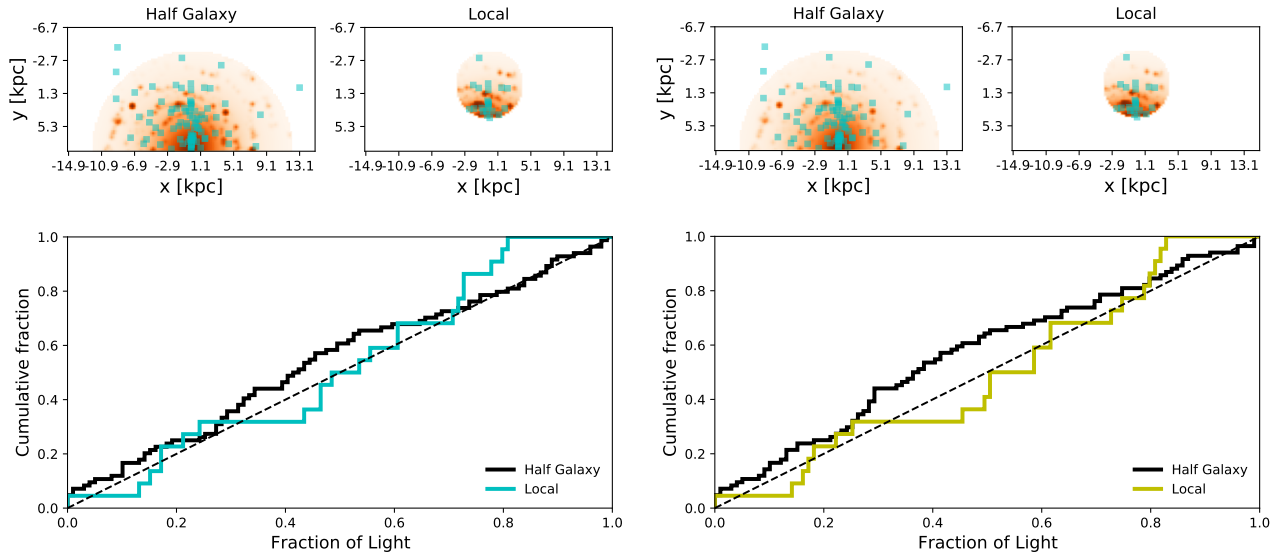 Half Galaxy
Local
-6.7
-2.7
1.3
5.3
y [kpc]
-14.9 -10.9 -6.9 -2.9 1.1 5.1 9.1 13.1
x [kpc]
-14.9 -10.9 -6.9 -2.9 1.1 5.1 9.1 13.1
x [kpc]
-6.7
-2.7
1.3
5.3
Half Galaxy
Local
-6.7
-2.7
1.3
5.3
y [kpc]
-14.9 -10.9 -6.9 -2.9 1.1 5.1 9.1 13.1
x [kpc]
-14.9 -10.9 -6.9 -2.9 1.1 5.1 9.1 13.1
x [kpc]
-6.7
-2.7
1.3
5.3
1.0
0.8
0.6
0.4
0.2
0.0
Cumulative fraction
Half Galaxy
Local
0.0 0.2 0.4 0.6 0.8 1.0
Fraction of Light
1.0
0.8
0.6
0.4
0.2
0.0
Cumulative fraction
Half Galaxy
Local
0.0 0.2 0.4 0.6 0.8 1.0
Fraction of Light